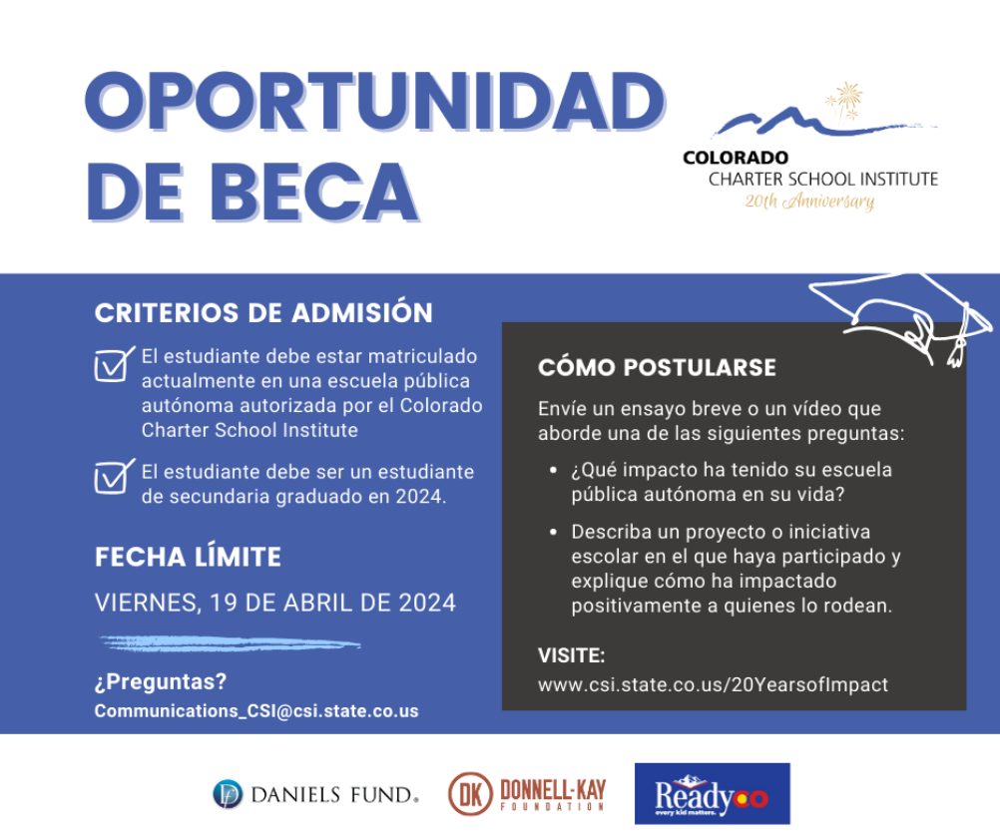 OPORTUNIDAD
DE BECA
COLORADO
CHARTER SCHOOL INSTITUTE
20th Anniversary
CRITERIOS DE ADMISIÓN
El estudiante debe estar matriculado
actualmente en una escuela pública
autónoma autorizada por el Colorado
Charter School Institute
El estudiante debe ser un estudiante
de secundaria graduado en 2024.
FECHA LÍMITE
VIERNES, 19 DE ABRIL DE 2024
¿Preguntas?
Communications_CSI@csi.state.co.us
CÓMO POSTULARSE
Envíe un ensayo breve o un vídeo que
aborde una de las siguientes preguntas:
• ¿Qué impacto ha tenido su escuela
pública autónoma en su vida?
• Describa un proyecto o iniciativa
escolar en el que haya participado y
explique cómo ha impactado
positivamente a quienes lo rodean.
VISITE:
www.csi.state.co.us/20YearsofImpact
DANIELS FUND®
DK DONNELL-KAY
FOUNDATION
Readyco
every kid matters.